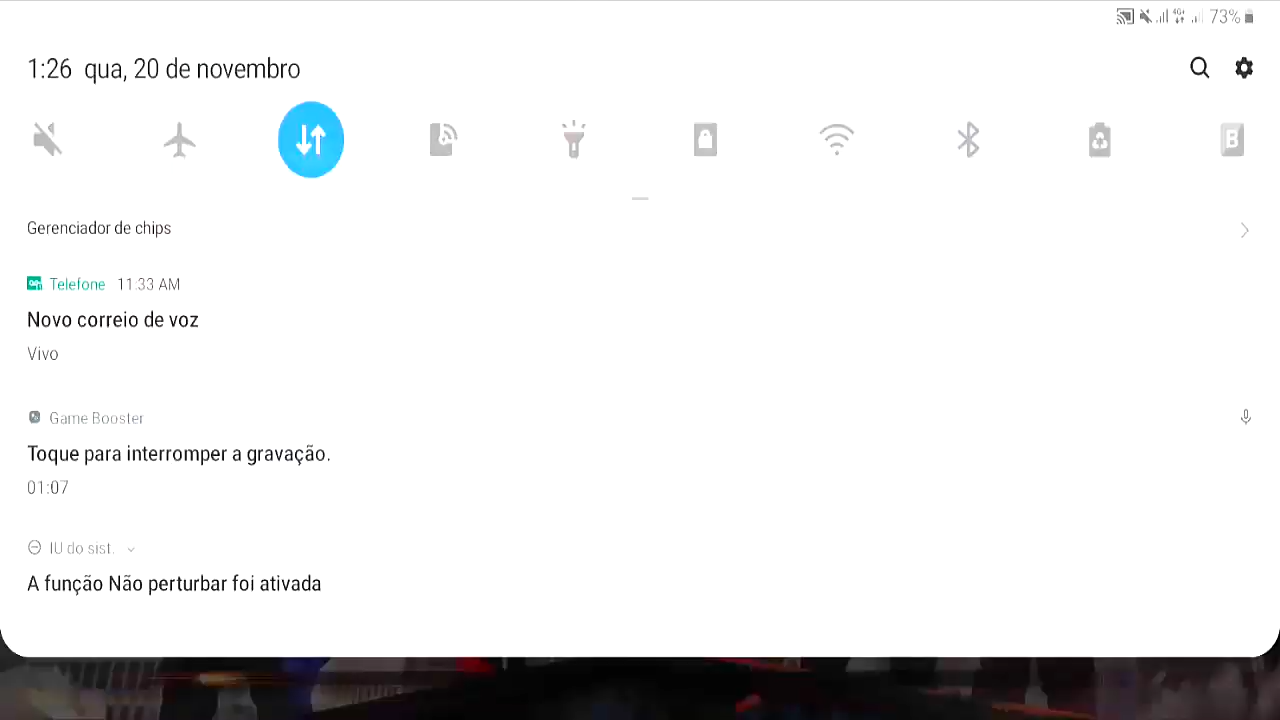 4G+ 73%
1:26 qua, 20 de novembro
B
Gerenciador de chips
Telefone 11:33 AM
Novo correio de voz
Vivo
Game Booster
Toque para interromper a gravação.
01:07
IU do sist.
A função Não perturbar foi ativada